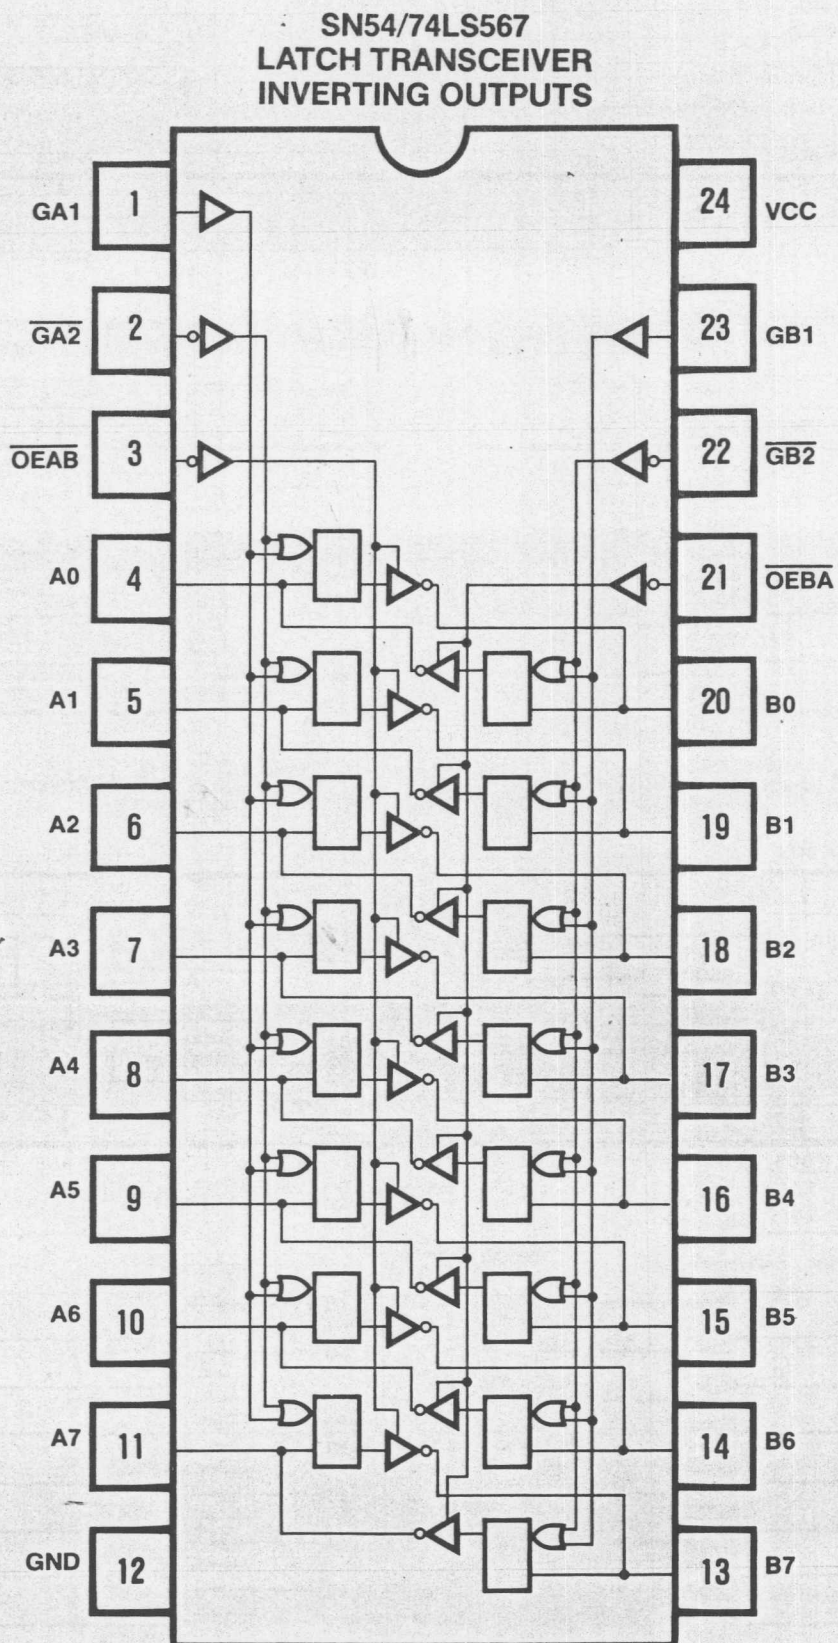 SN54/74LS567
LATCH TRANSCEIVER
INVERTING OUTPUTS
GA1 1 24 VCC
GA2 2 23 GB1
OEAB 3 22 GB2
A0 4 21 OEBA
A1 5 20 B0
A2 6 19 B1
A3 7 18 B2
A4 8 17 B3
A5 9 16 B4
A6 10 15 B5
A7 11 14 B6
GND 12 13 B7